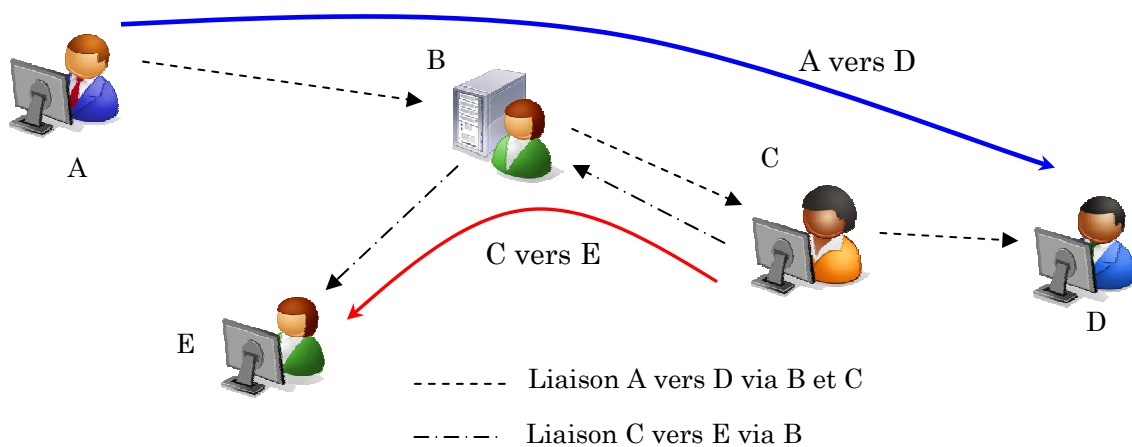 B
A vers D
A
C
C vers E
E
D
Liaison A vers D via B et C
Liaison C vers E via B